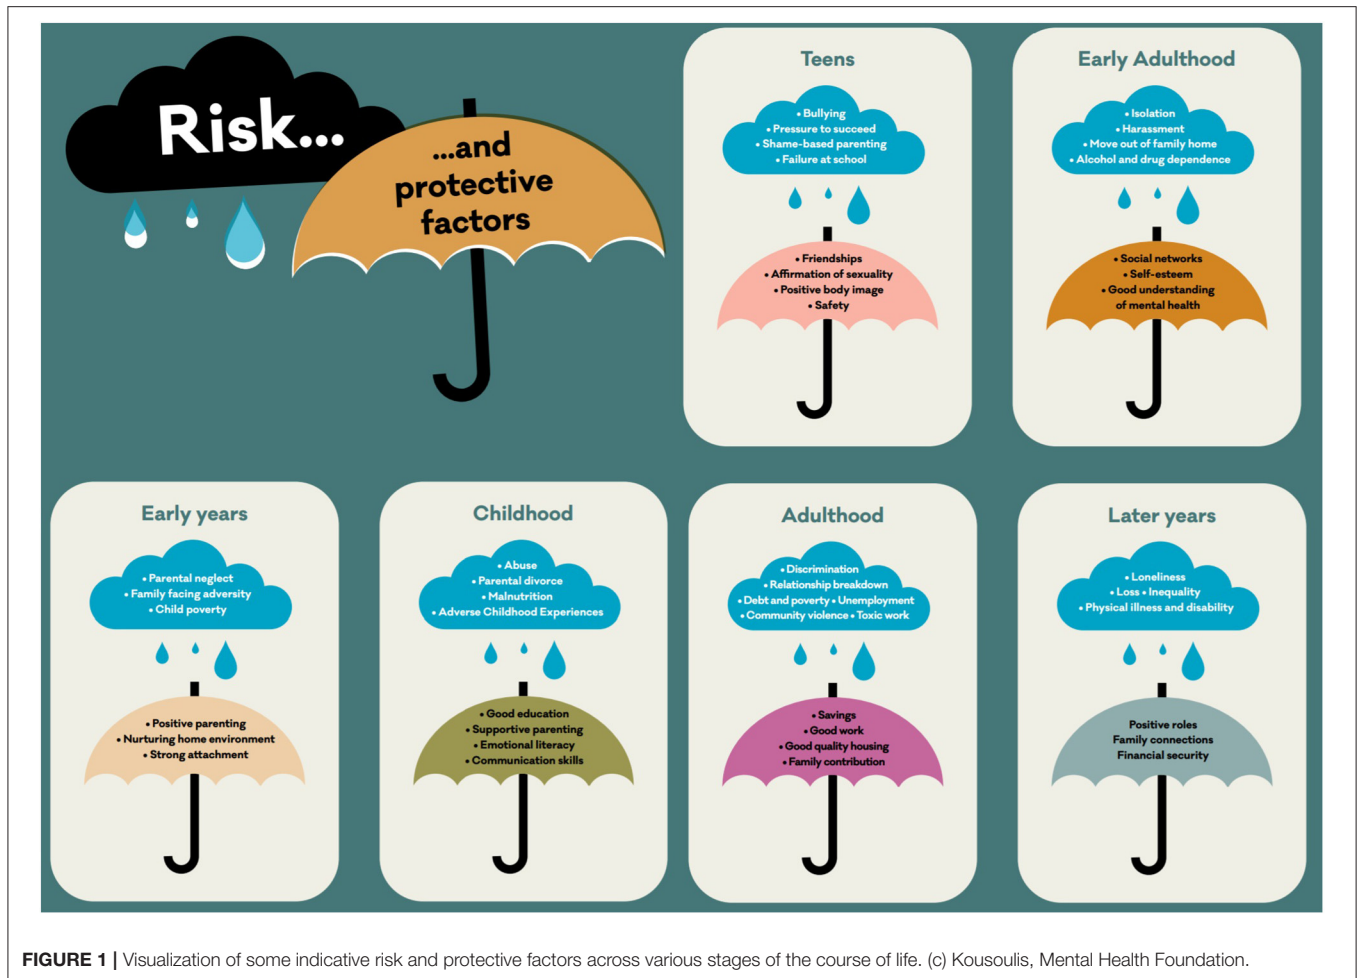 Risk...
...and
protective
factors
Teens
• Bullying
• Pressure to succeed
• Shame-based parenting
• Failure at school
• Friendships
• Affirmation of sexuality
• Positive body image
• Safety
Early Adulthood
• Isolation
• Harassment
• Move out of family home
• Alcohol and drug dependence
• Social networks
• Self-esteem
• Good understanding
of mental health
Early years
• Parental neglect
• Family facing adversity
• Child poverty
• Positive parenting
• Nurturing home environment
• Strong attachment
Childhood
• Abuse
• Parental divorce
• Malnutrition
• Adverse Childhood Experiences
• Good education
• Supportive parenting
• Emotional literacy
• Communication skills
Adulthood
• Discrimination
• Relationship breakdown
• Debt and poverty • Unemployment
• Community violence • Toxic work
• Savings
• Good work
• Good quality housing
• Family contribution
Later years
• Loneliness
• Loss • Inequality
• Physical illness and disability
Positive roles
Family connections
Financial security
FIGURE 1 | Visualization of some indicative risk and protective factors across various stages of the course of life. (c) Kousoulis, Mental Health Foundation.